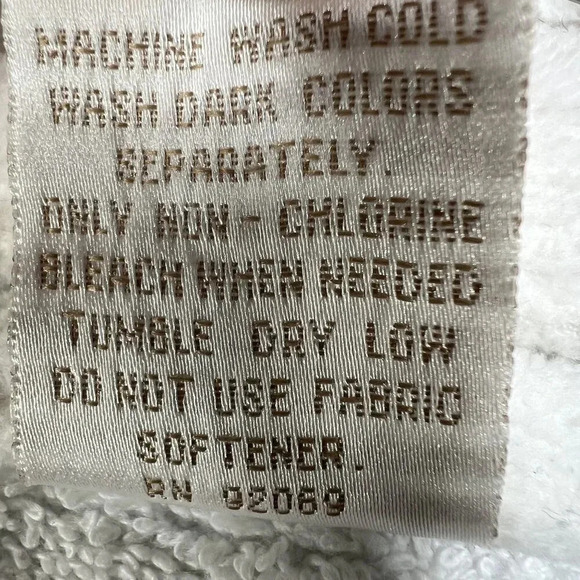 MACHINE WASH COLD
WASH DARK COLORS
SEPARATELY.
ONLY NON-CHLORINE
BLEACH WHEN NEEDED
TUMBLE DRY LOW
DO NOT USE FABRIC
SOFTENER.
RN 92069